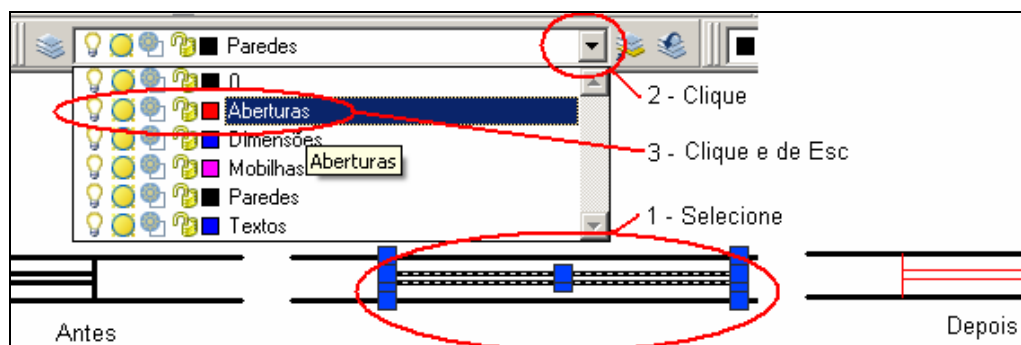 Paredes
0
Aberturas
Dimensões
Mobilhas
Aberturas
Paredes
Textos
2 - Clique
3 - Clique e de Esc
1 - Selecione
Antes
Depois